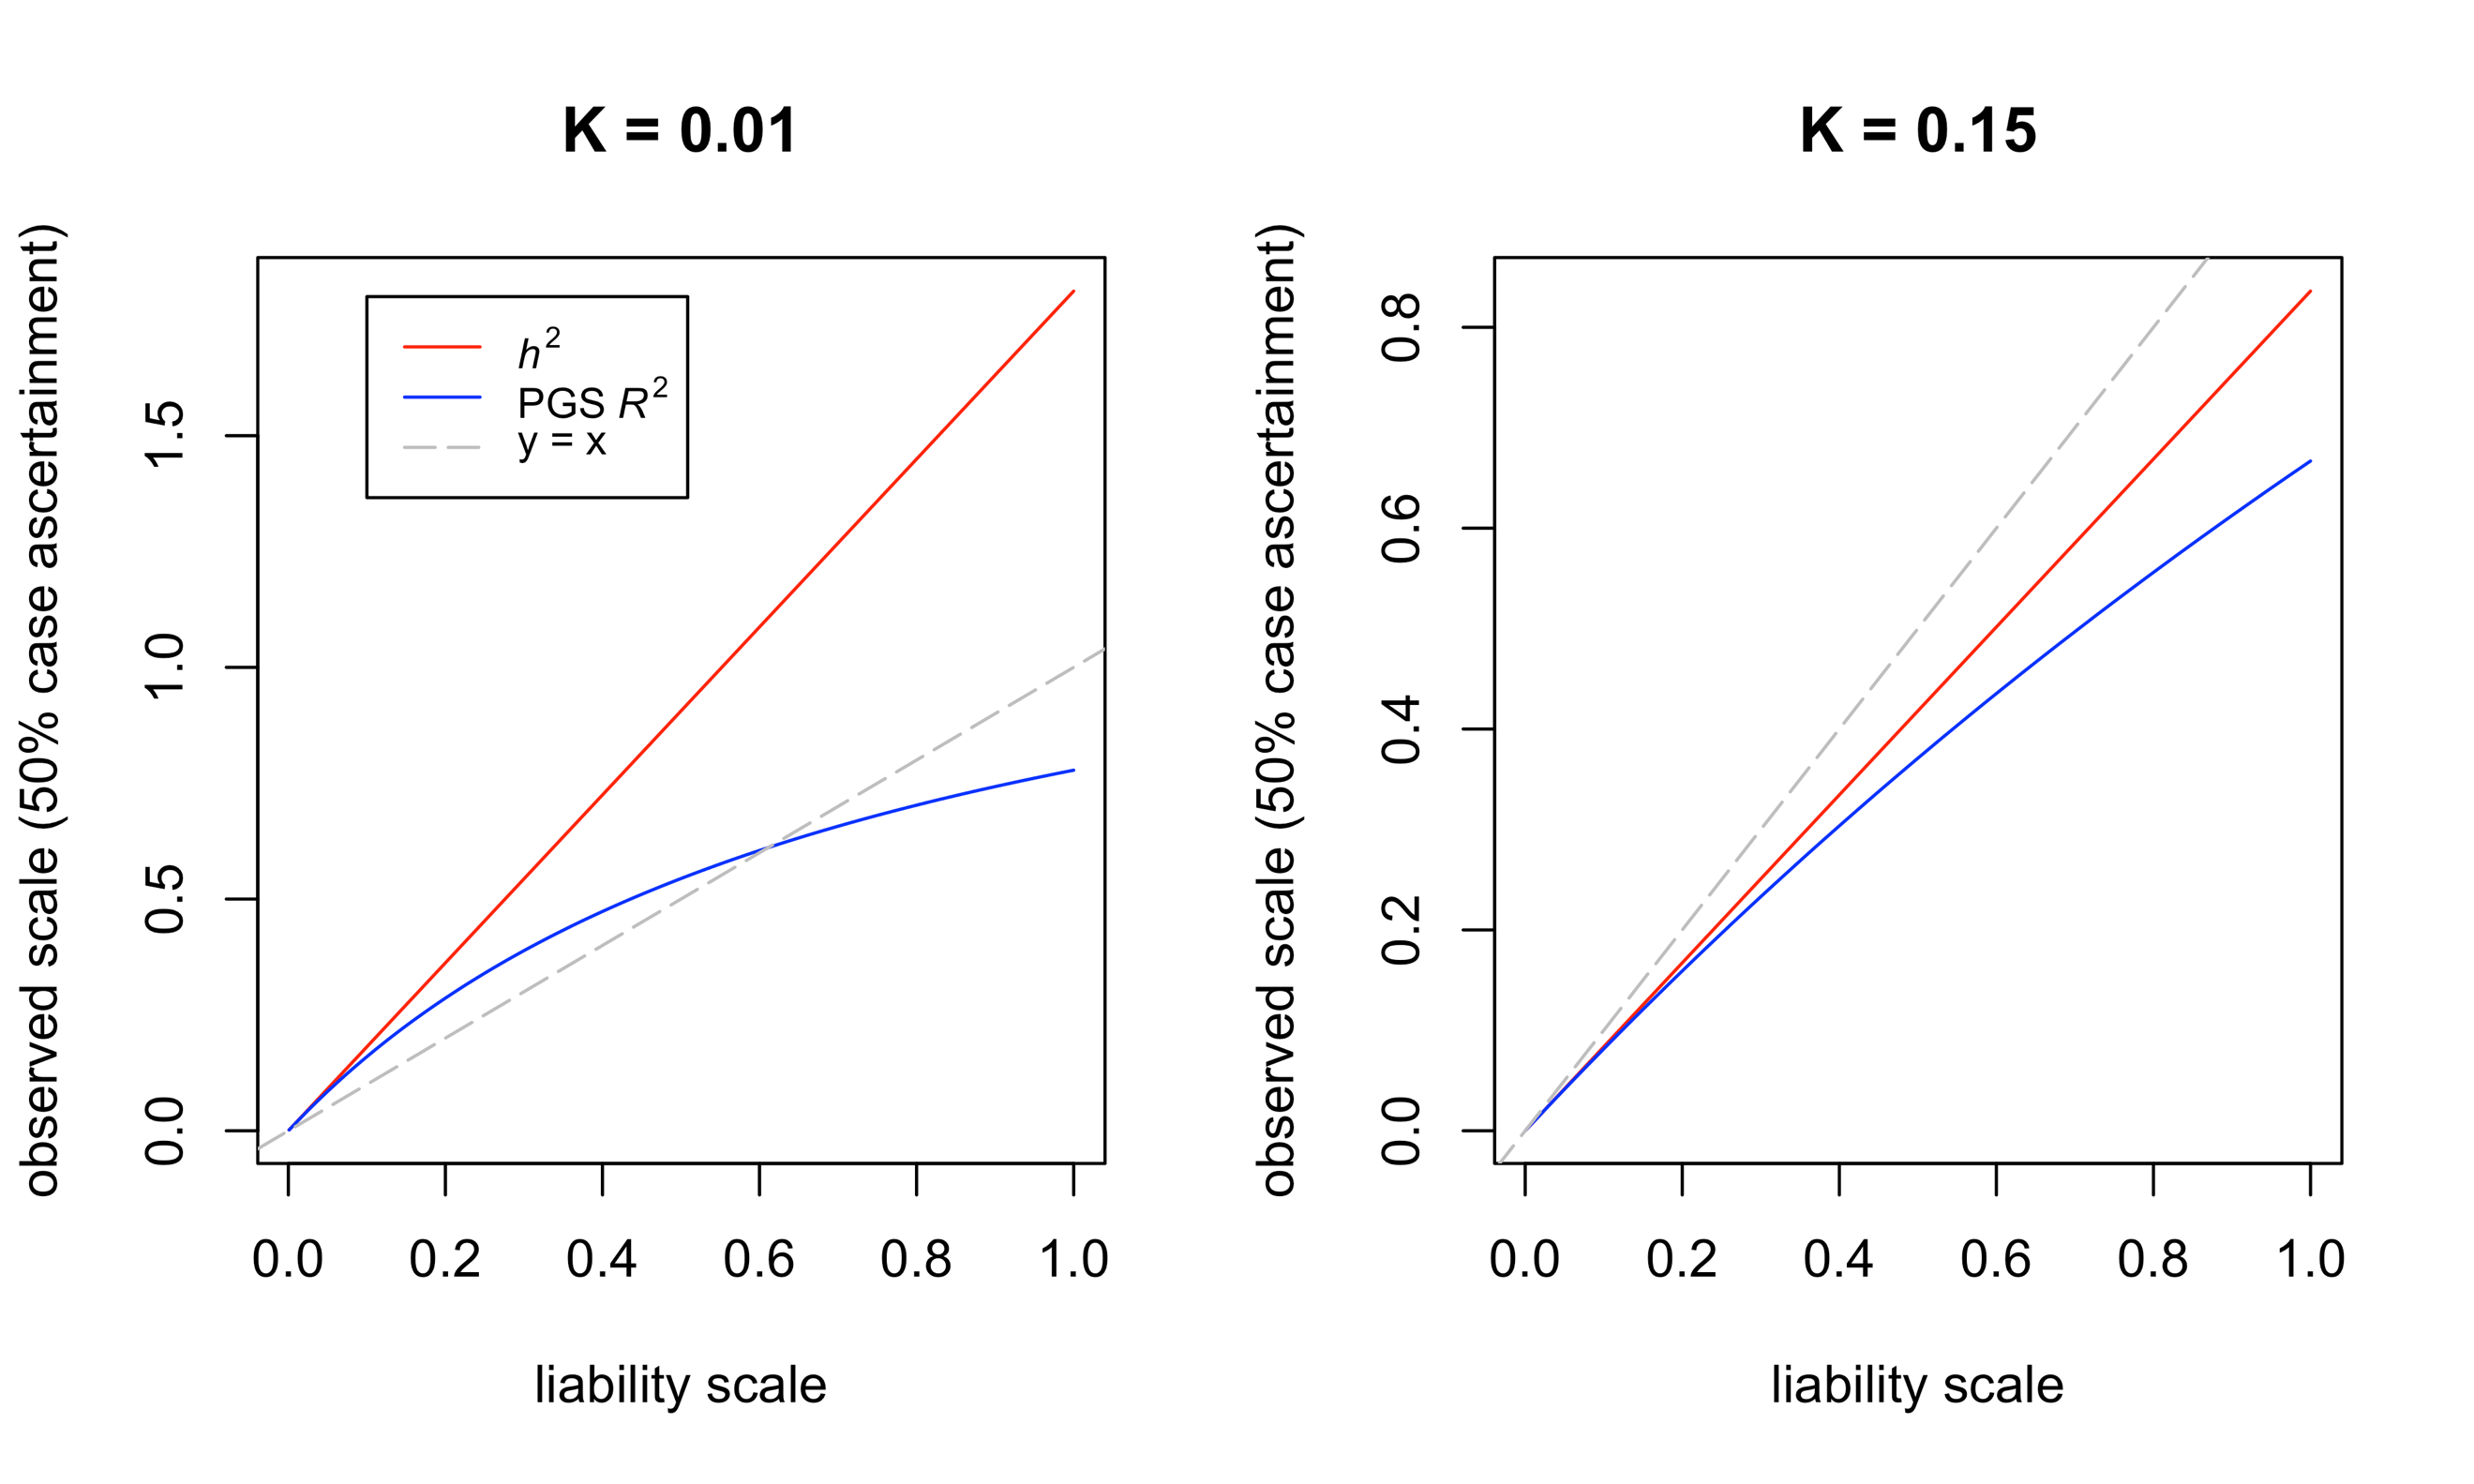 K = 0.01
observed scale (50% case ascertainment)
1.5
1.0
0.5
0.0
h²
PGS R²
y = x
0.0 0.2 0.4 0.6 0.8 1.0
liability scale
K = 0.15
observed scale (50% case ascertainment)
0.8
0.6
0.4
0.2
0.0
0.0 0.2 0.4 0.6 0.8 1.0
liability scale